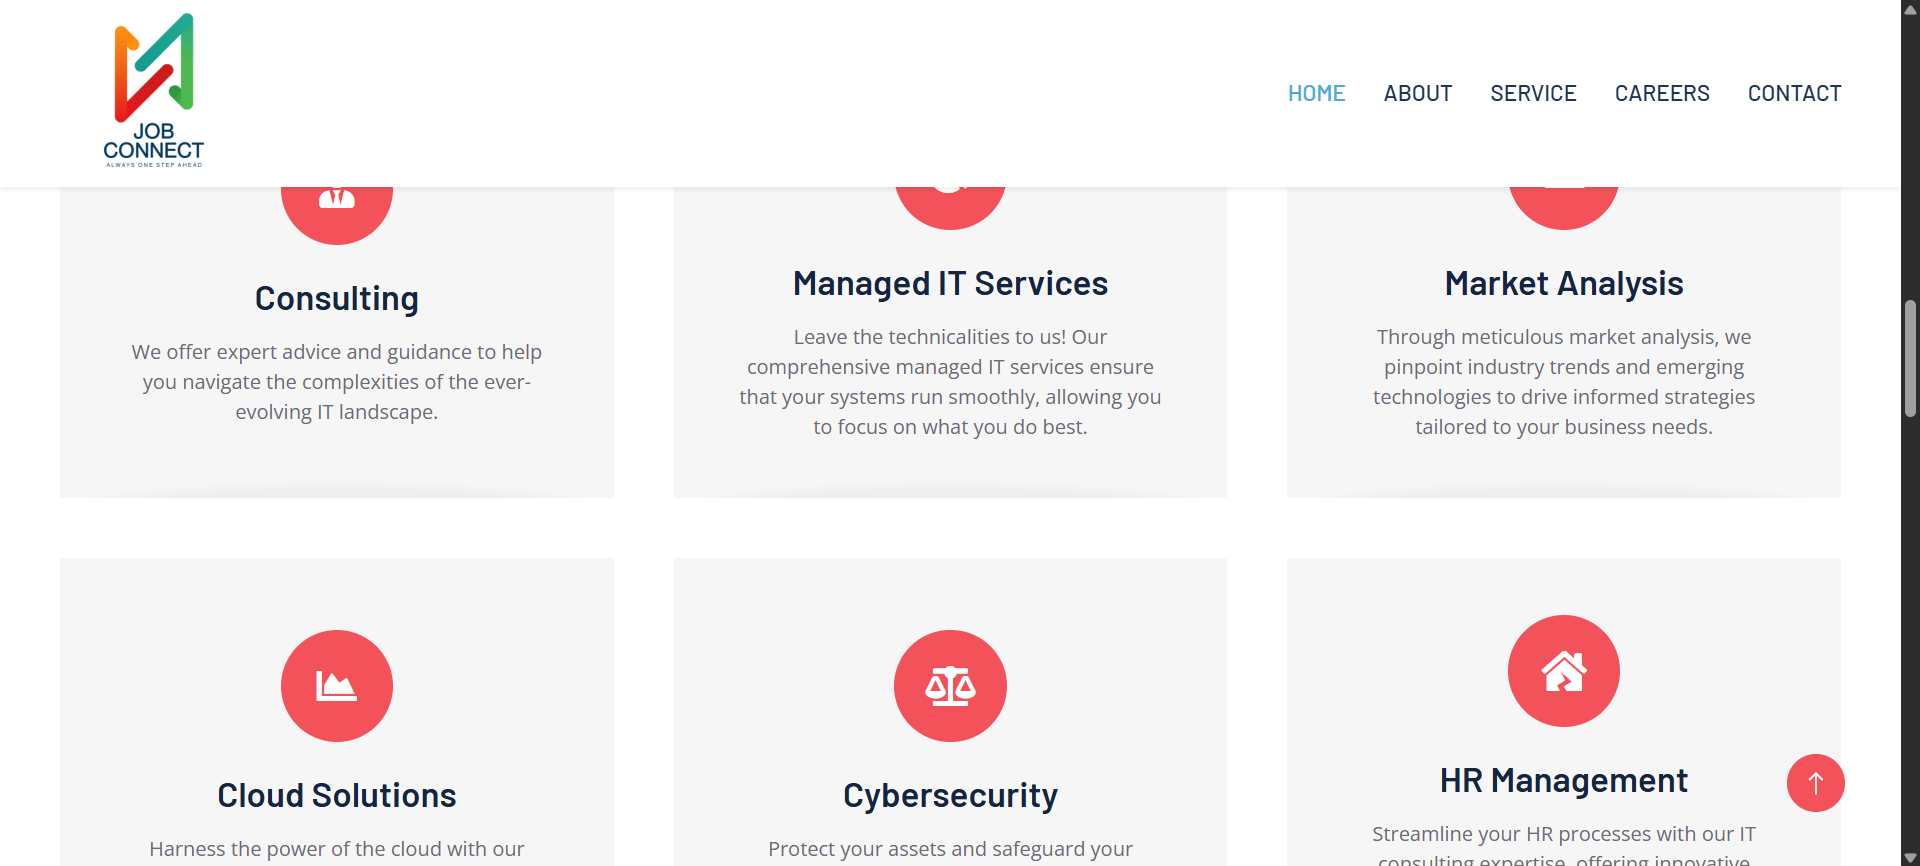 JOB
CONNECT
ALWAYS ONE STEP AHEAD
HOME ABOUT SERVICE CAREERS CONTACT
Consulting
We offer expert advice and guidance to help
you navigate the complexities of the ever-
evolving IT landscape.
Managed IT Services
Leave the technicalities to us! Our
comprehensive managed IT services ensure
that your systems run smoothly, allowing you
to focus on what you do best.
Market Analysis
Through meticulous market analysis, we
pinpoint industry trends and emerging
technologies to drive informed strategies
tailored to your business needs.
Cloud Solutions
Harness the power of the cloud with our
Cybersecurity
Protect your assets and safeguard your
HR Management
Streamline your HR processes with our IT
consulting expertise, offering innovative